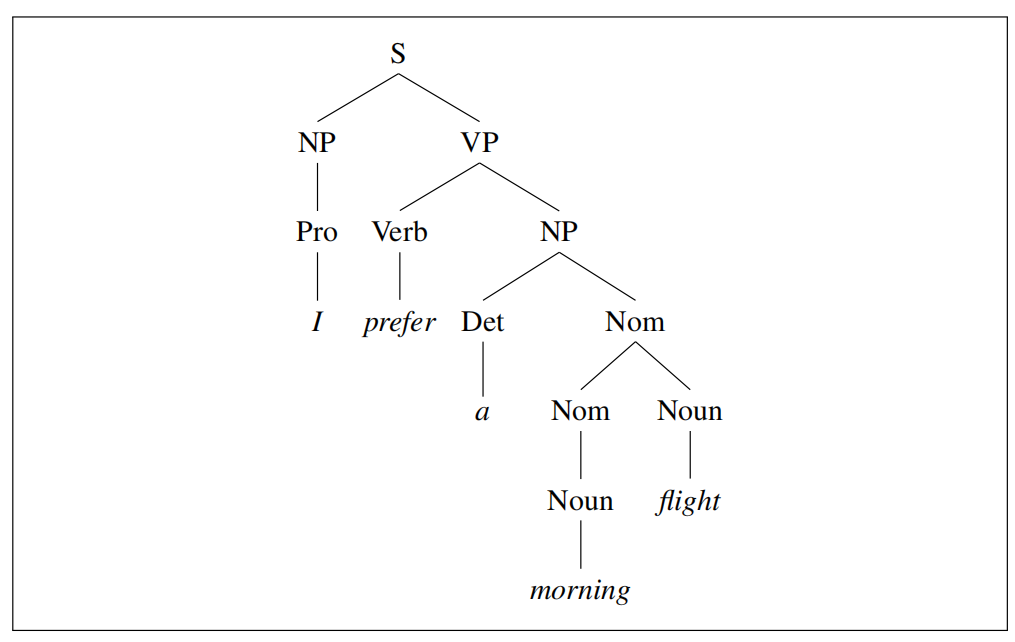 S
NP VP
Pro Verb NP
I prefer Det Nom
a Nom Noun
Noun flight
morning